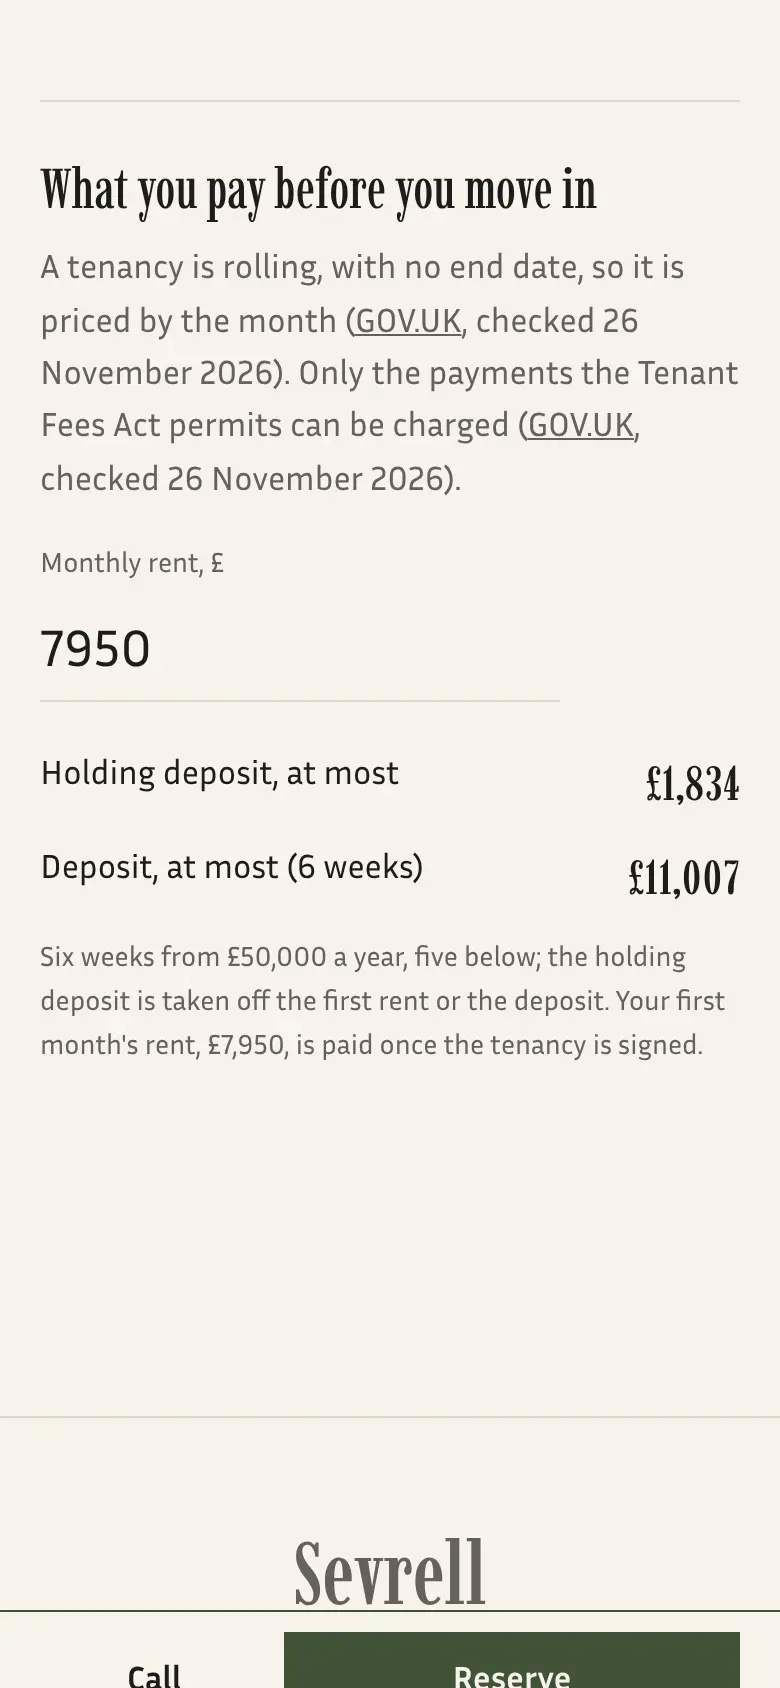 What you pay before you move in
A tenancy is rolling, with no end date, so it is
priced by the month (GOV.UK, checked 26
November 2026). Only the payments the Tenant
Fees Act permits can be charged (GOV.UK,
checked 26 November 2026).
Monthly rent, £
7950
Holding deposit, at most
£1,834
Deposit, at most (6 weeks)
£11,007
Six weeks from £50,000 a year, five below; the holding
deposit is taken off the first rent or the deposit. Your first
month's rent, £7,950, is paid once the tenancy is signed.
Sevrell
Call
Reserve